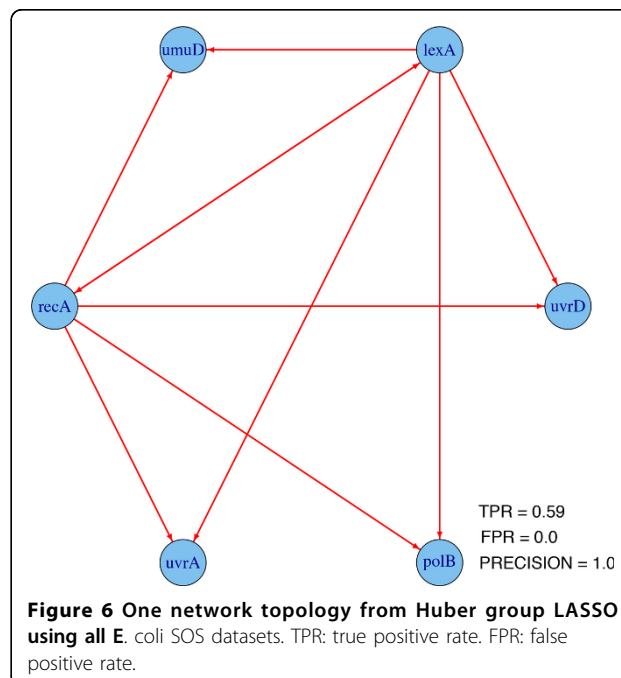 umuD
lexA
recA
uvrD
uvrA
polB
TPR = 0.59
FPR = 0.0
PRECISION = 1.0
Figure 6 One network topology from Huber group LASSO
using all E. coli SOS datasets. TPR: true positive rate. FPR: false
positive rate.